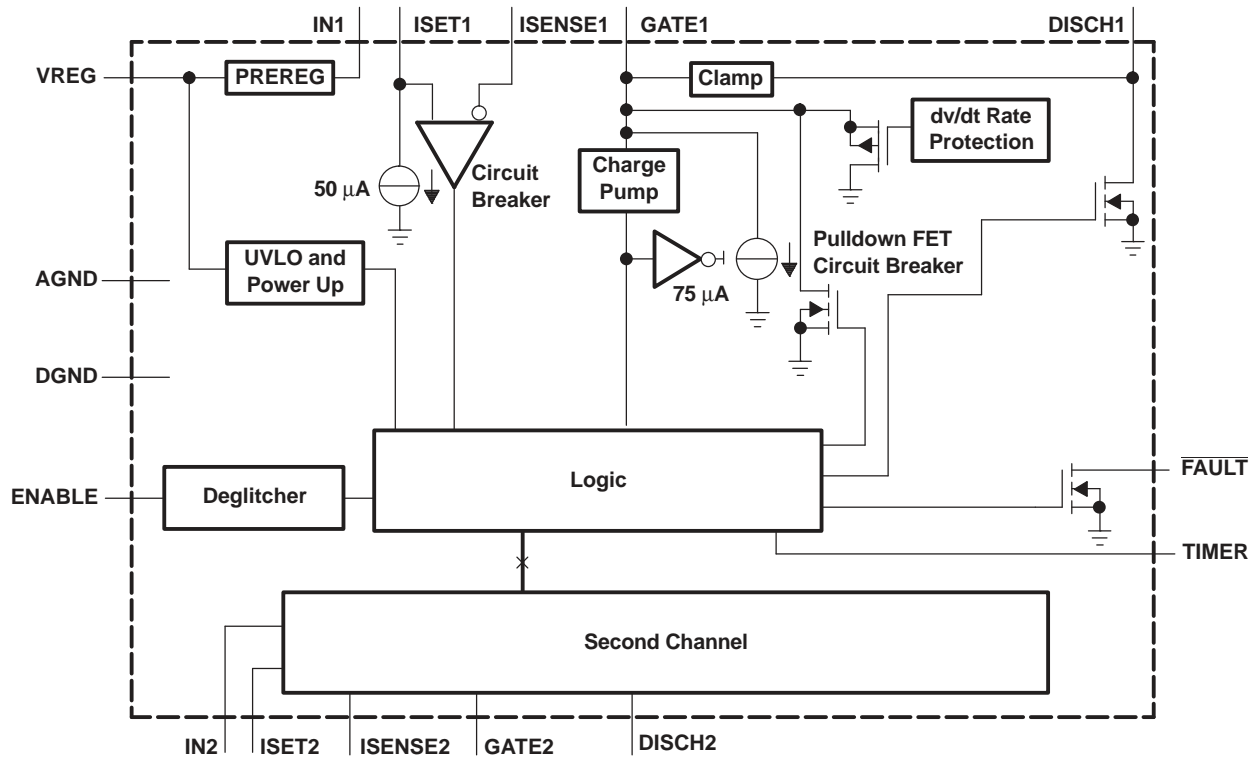 IN1 ISET1 ISENSE1 GATE1 DISCH1
VREG
PREREG
Clamp
dv/dt Rate
Protection
Circuit
Breaker
50 μA
Charge
Pump
UVLO and
Power Up
Pulldown FET
Circuit Breaker
75 μA
AGND
DGND
ENABLE
Deglitcher
Logic
FAULT
TIMER
Second Channel
IN2 ISET2 ISENSE2 GATE2 DISCH2